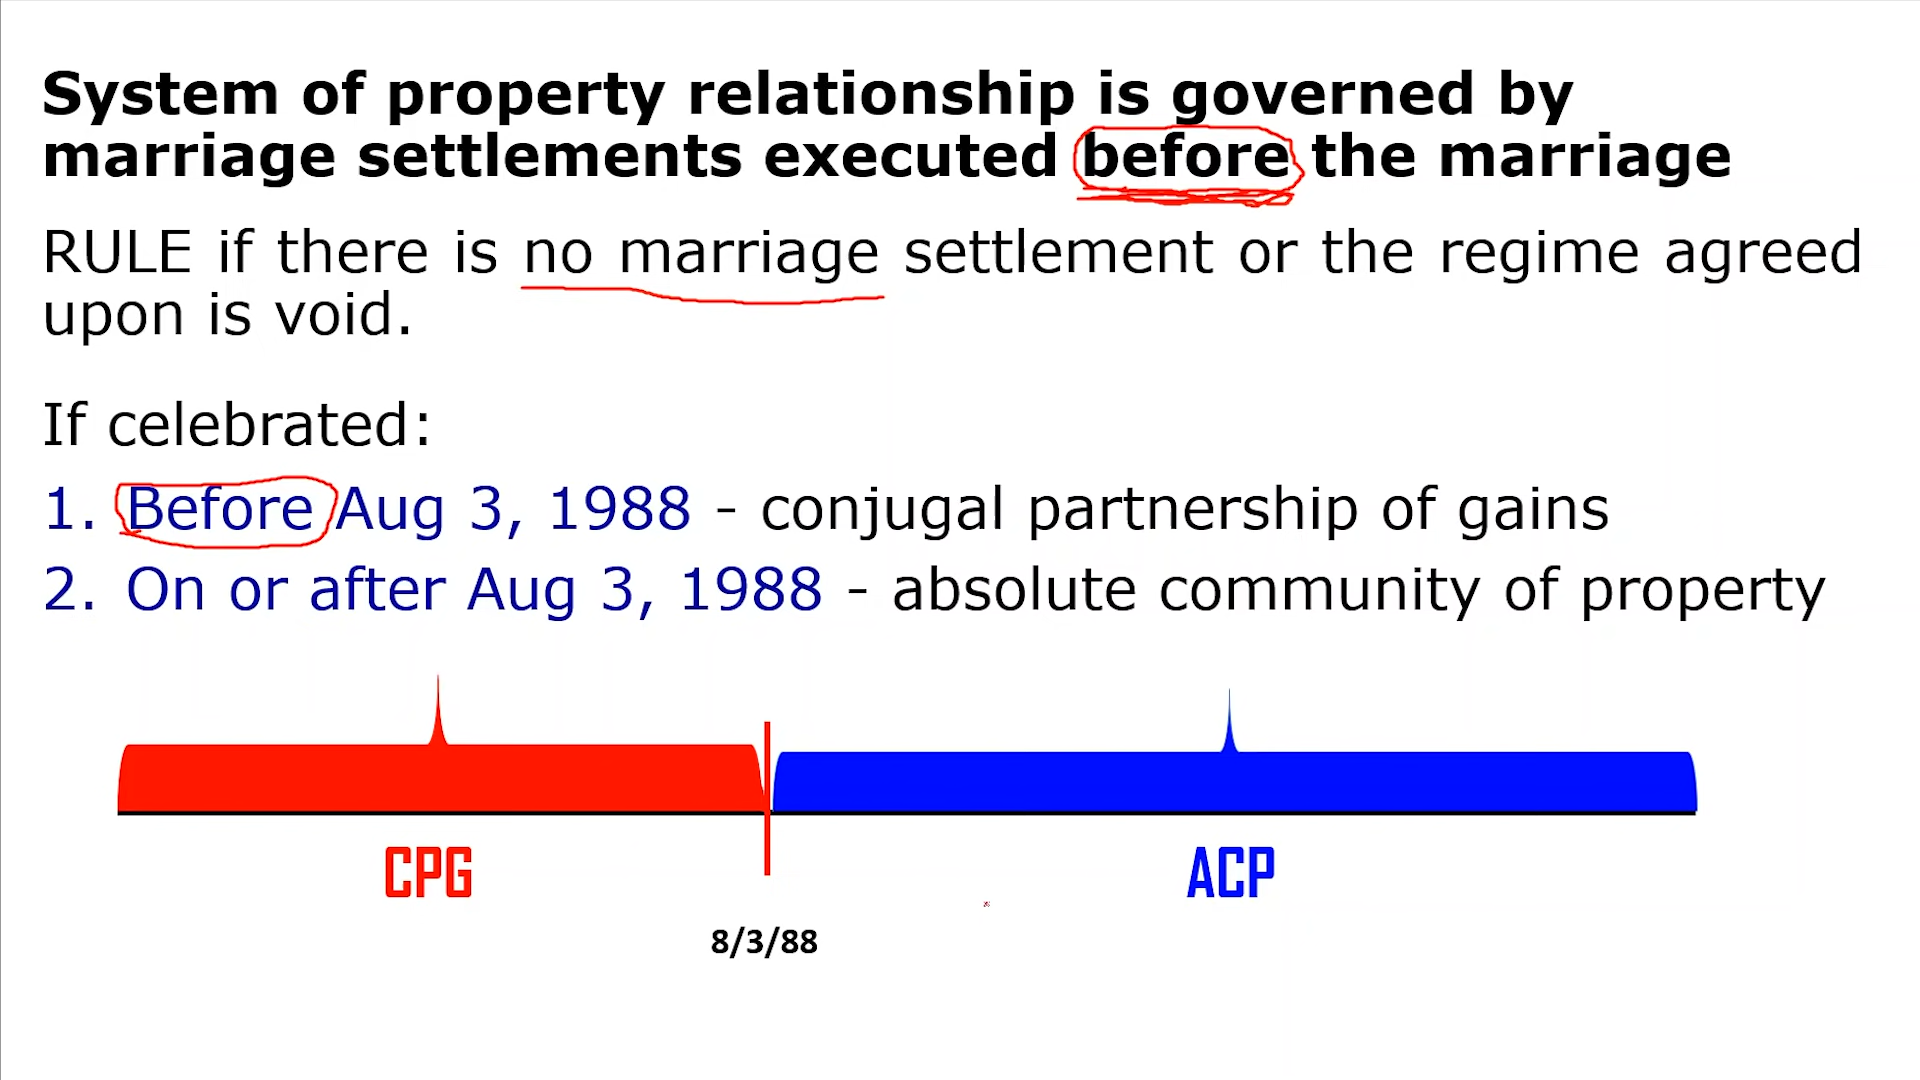 System of property relationship is governed by
marriage settlements executed before the marriage
RULE if there is no marriage settlement or the regime agreed
upon is void.
If celebrated:
1. Before Aug 3, 1988 - conjugal partnership of gains
2. On or after Aug 3, 1988 - absolute community of property
CPG
ACP
8/3/88